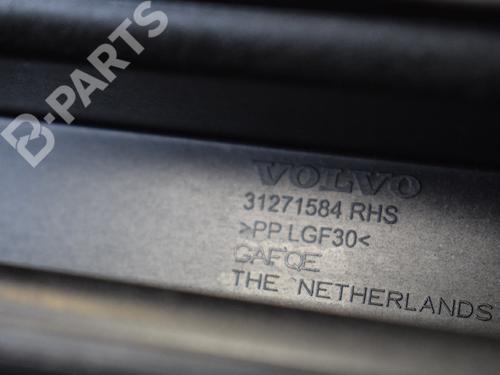 VOLVO
31271584 RHS
>PP LGF30<
GAFQE
THE NETHERLANDS
B-PARTS